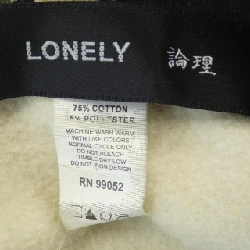 LONELY 論理
75% COTTON
POLYESTER
MACHINE WASH WARM
WITH LIKE COLORS
NORMAL CYCLE ONLY
DO NOT BLEACH
TUMBLE DRY LOW
DO NOT IRON DESIGN
RN 99052